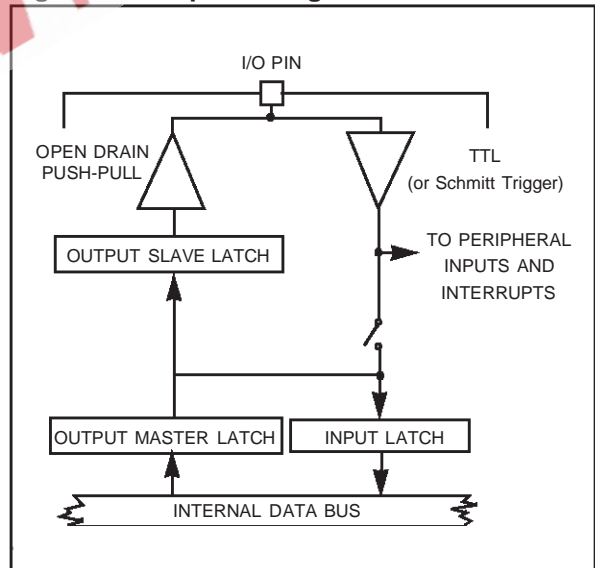 I/O PIN
OPEN DRAIN
PUSH-PULL
TTL
(or Schmitt Trigger)
TO PERIPHERAL
INPUTS AND
INTERRUPTS
OUTPUT SLAVE LATCH
OUTPUT MASTER LATCH
INPUT LATCH
INTERNAL DATA BUS